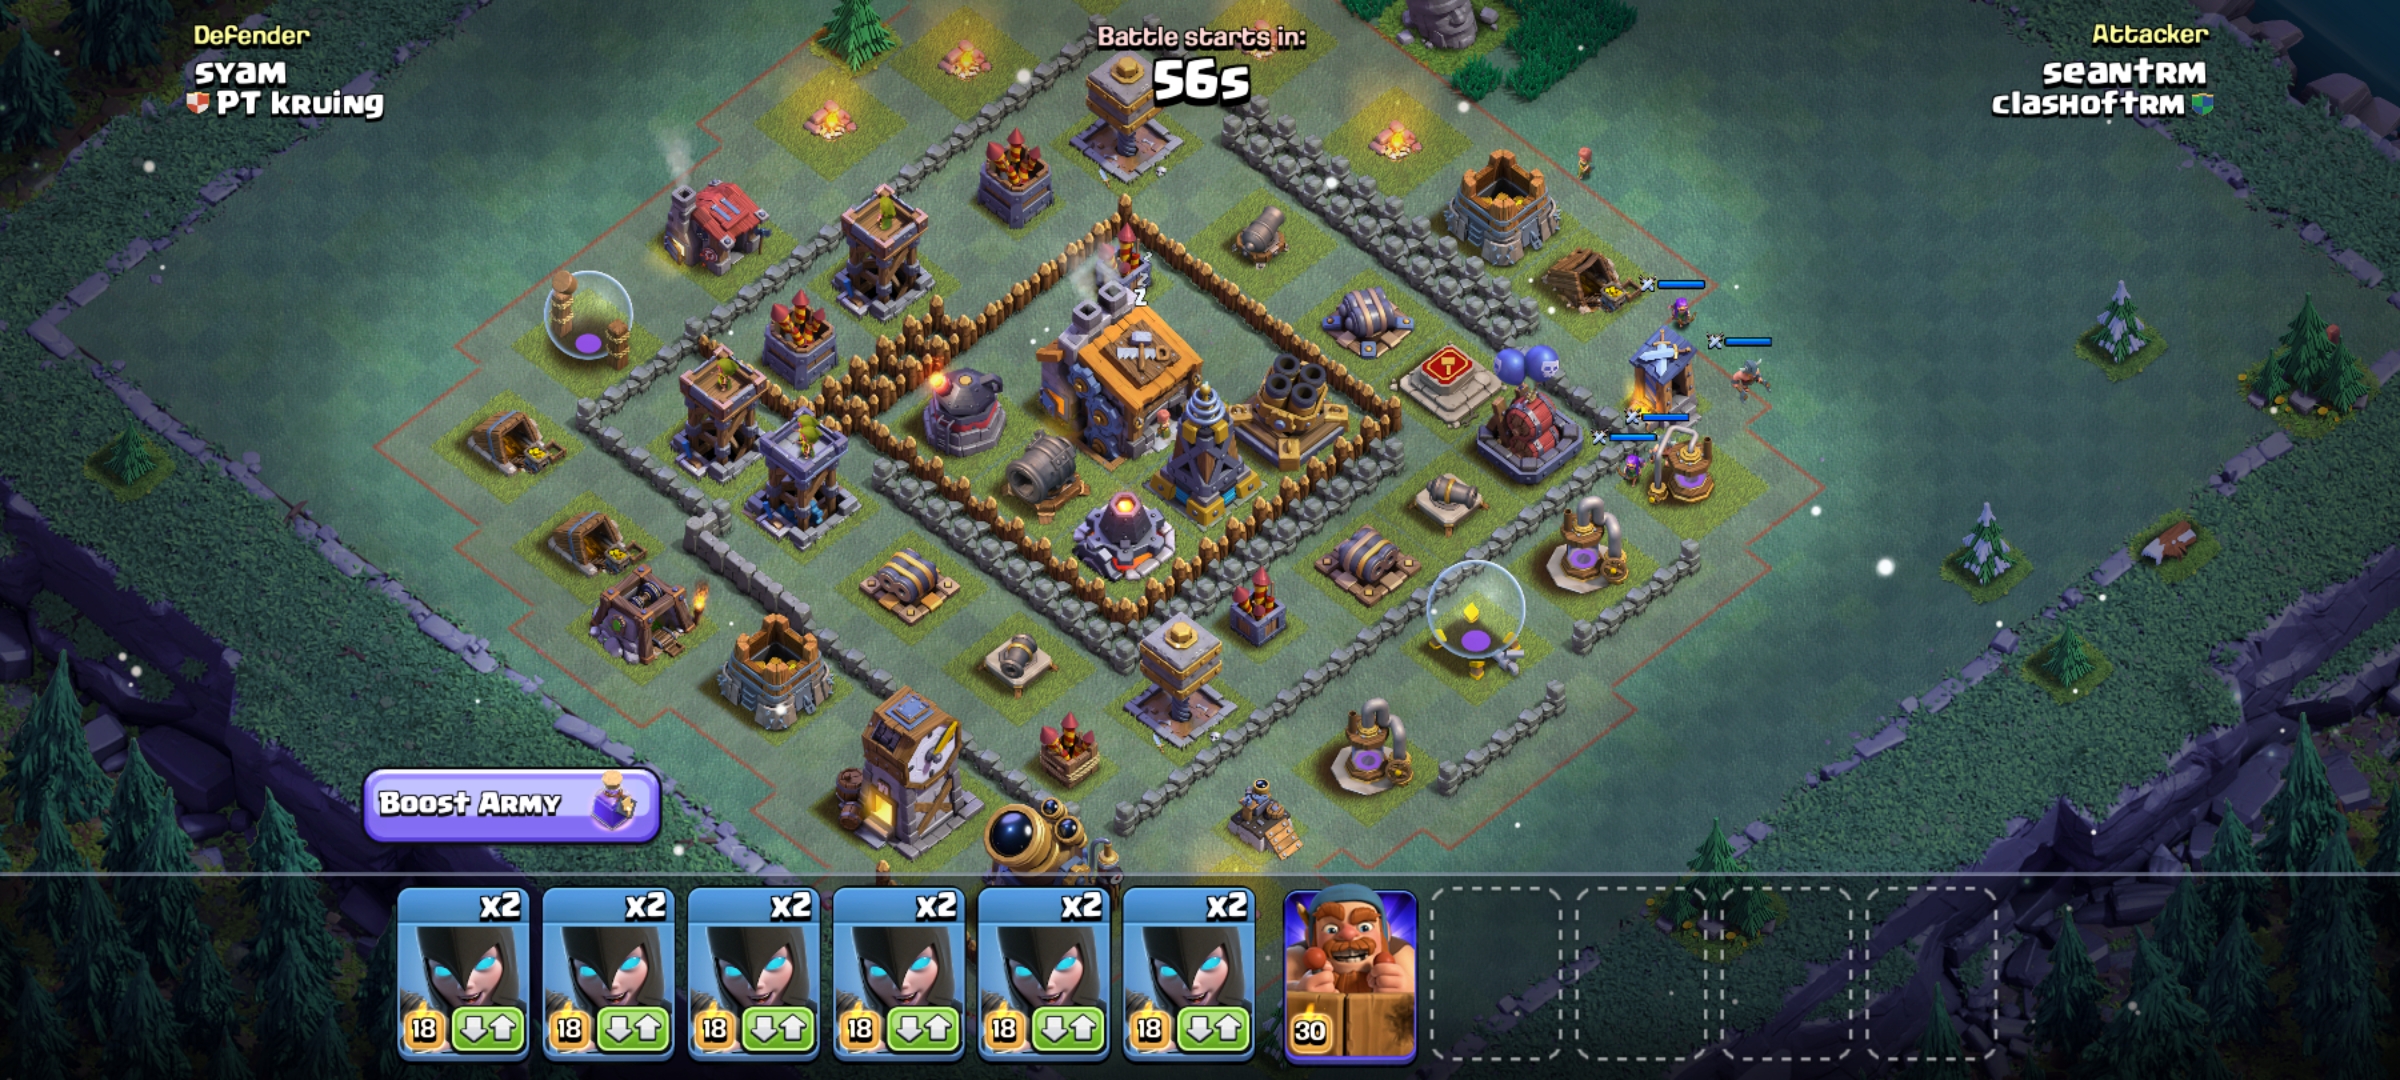 Defender
syam
PT kruing
Battle starts in:
56s
Attacker
seantRM
clashoftRM
z
z
Z
Boost Army
x2
x2
x2
x2
x2
x2
18
18
18
18
18
18
30